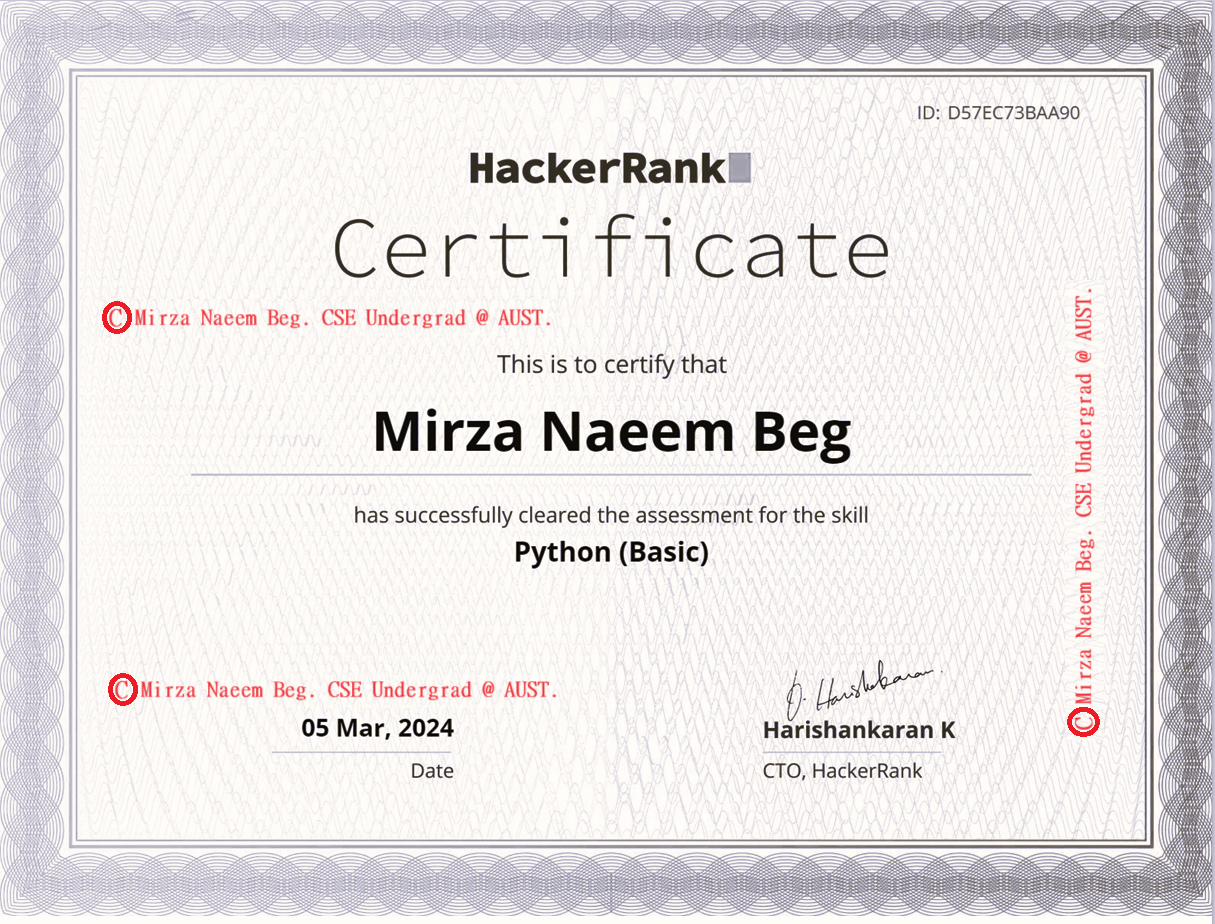 ID: D57EC73BAA90
HackerRank
Certificate
© Mirza Naeem Beg. CSE Undergrad @ AUST.
This is to certify that
Mirza Naeem Beg
has successfully cleared the assessment for the skill
Python (Basic)
© Mirza Naeem Beg. CSE Undergrad @ AUST.
© Mirza Naeem Beg. CSE Undergrad @ AUST.
05 Mar, 2024
Date
O. Harishankaran
Harishankaran K
CTO, HackerRank